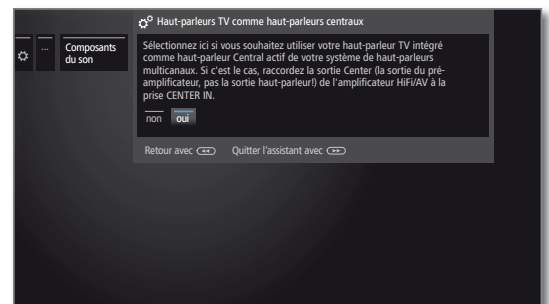 Haut-parleurs TV comme haut-parleurs centraux
...
Composants
du son
Sélectionnez ici si vous souhaitez utiliser votre haut-parleur TV intégré
comme haut-parleur Central actif de votre système de haut-parleurs
multicanaux. Si c'est le cas, raccordez la sortie Center (la sortie du pré-
amplificateur, pas la sortie haut-parleur!) de l'amplificateur HiFi/AV à la
prise CENTER IN.
non oui
Retour avec Quitter l'assistant avec